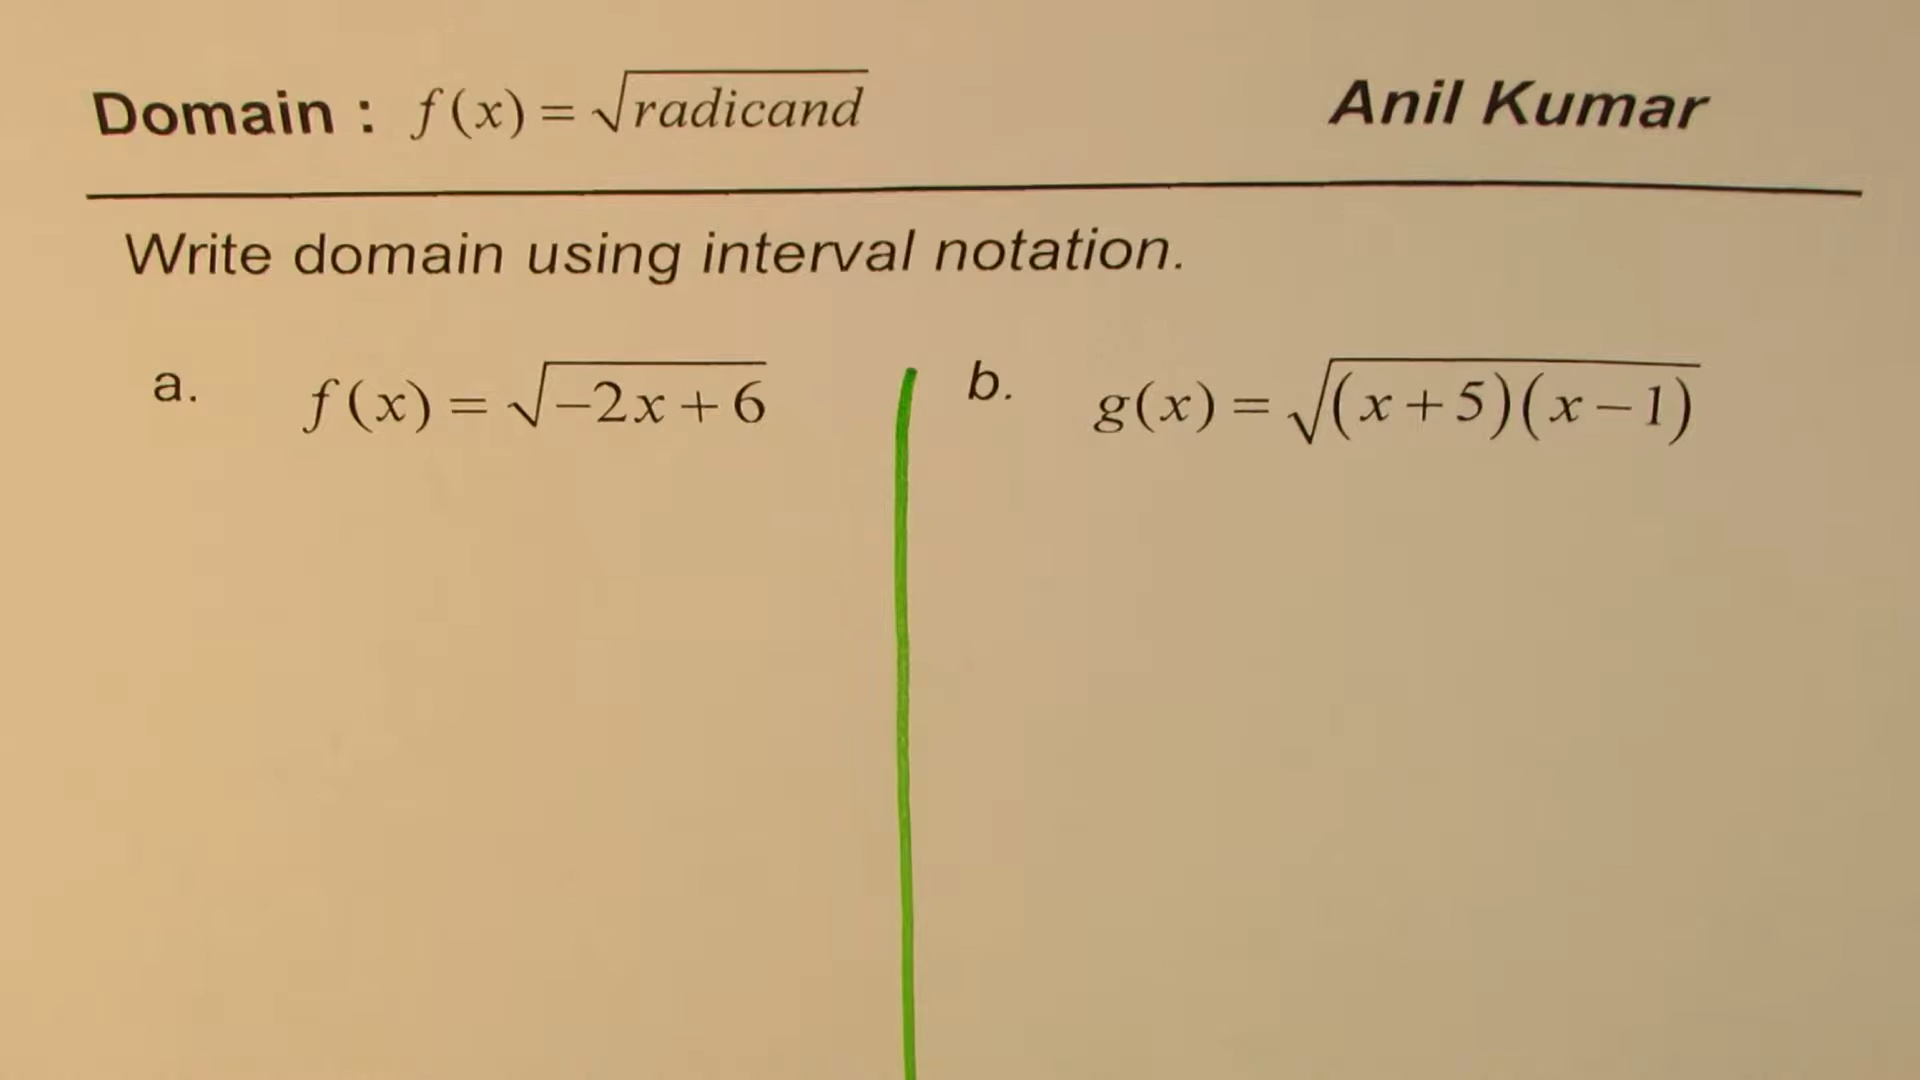 Domain : f(x) = √radicand Anil Kumar
Write domain using interval notation.
a. f(x) = √-2x+6 b. g(x) = √(x+5)(x-1)